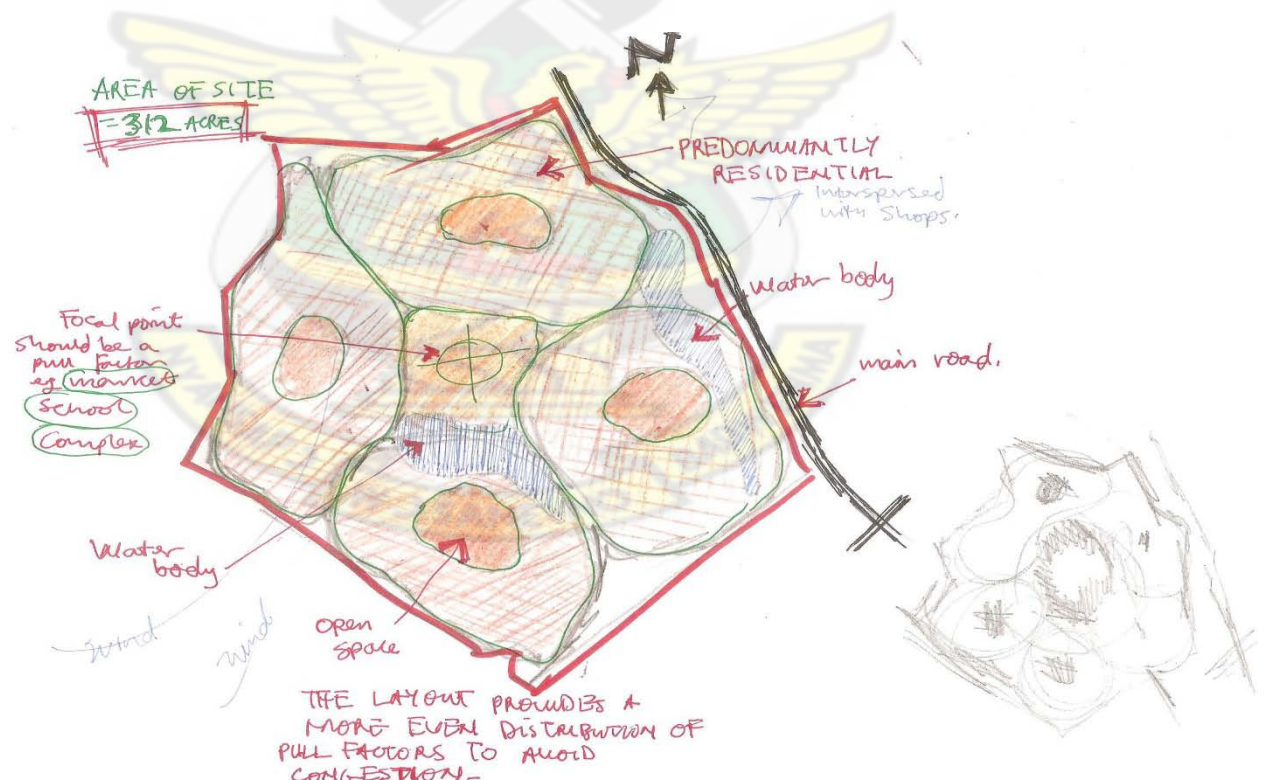 AREA OF SITE
= 312 ACRES
N
PREDOMINANTLY
RESIDENTIAL
Interspersed
with Shops.
Water body
main road.
Focal point
should be a
pull factor
eg market
School
Complex
Water
body
wind
wind
open
space
THE LAYOUT PROVIDES A
MORE EVEN DISTRIBUTION OF
PULL FACTORS TO AVOID
CONGESTION-